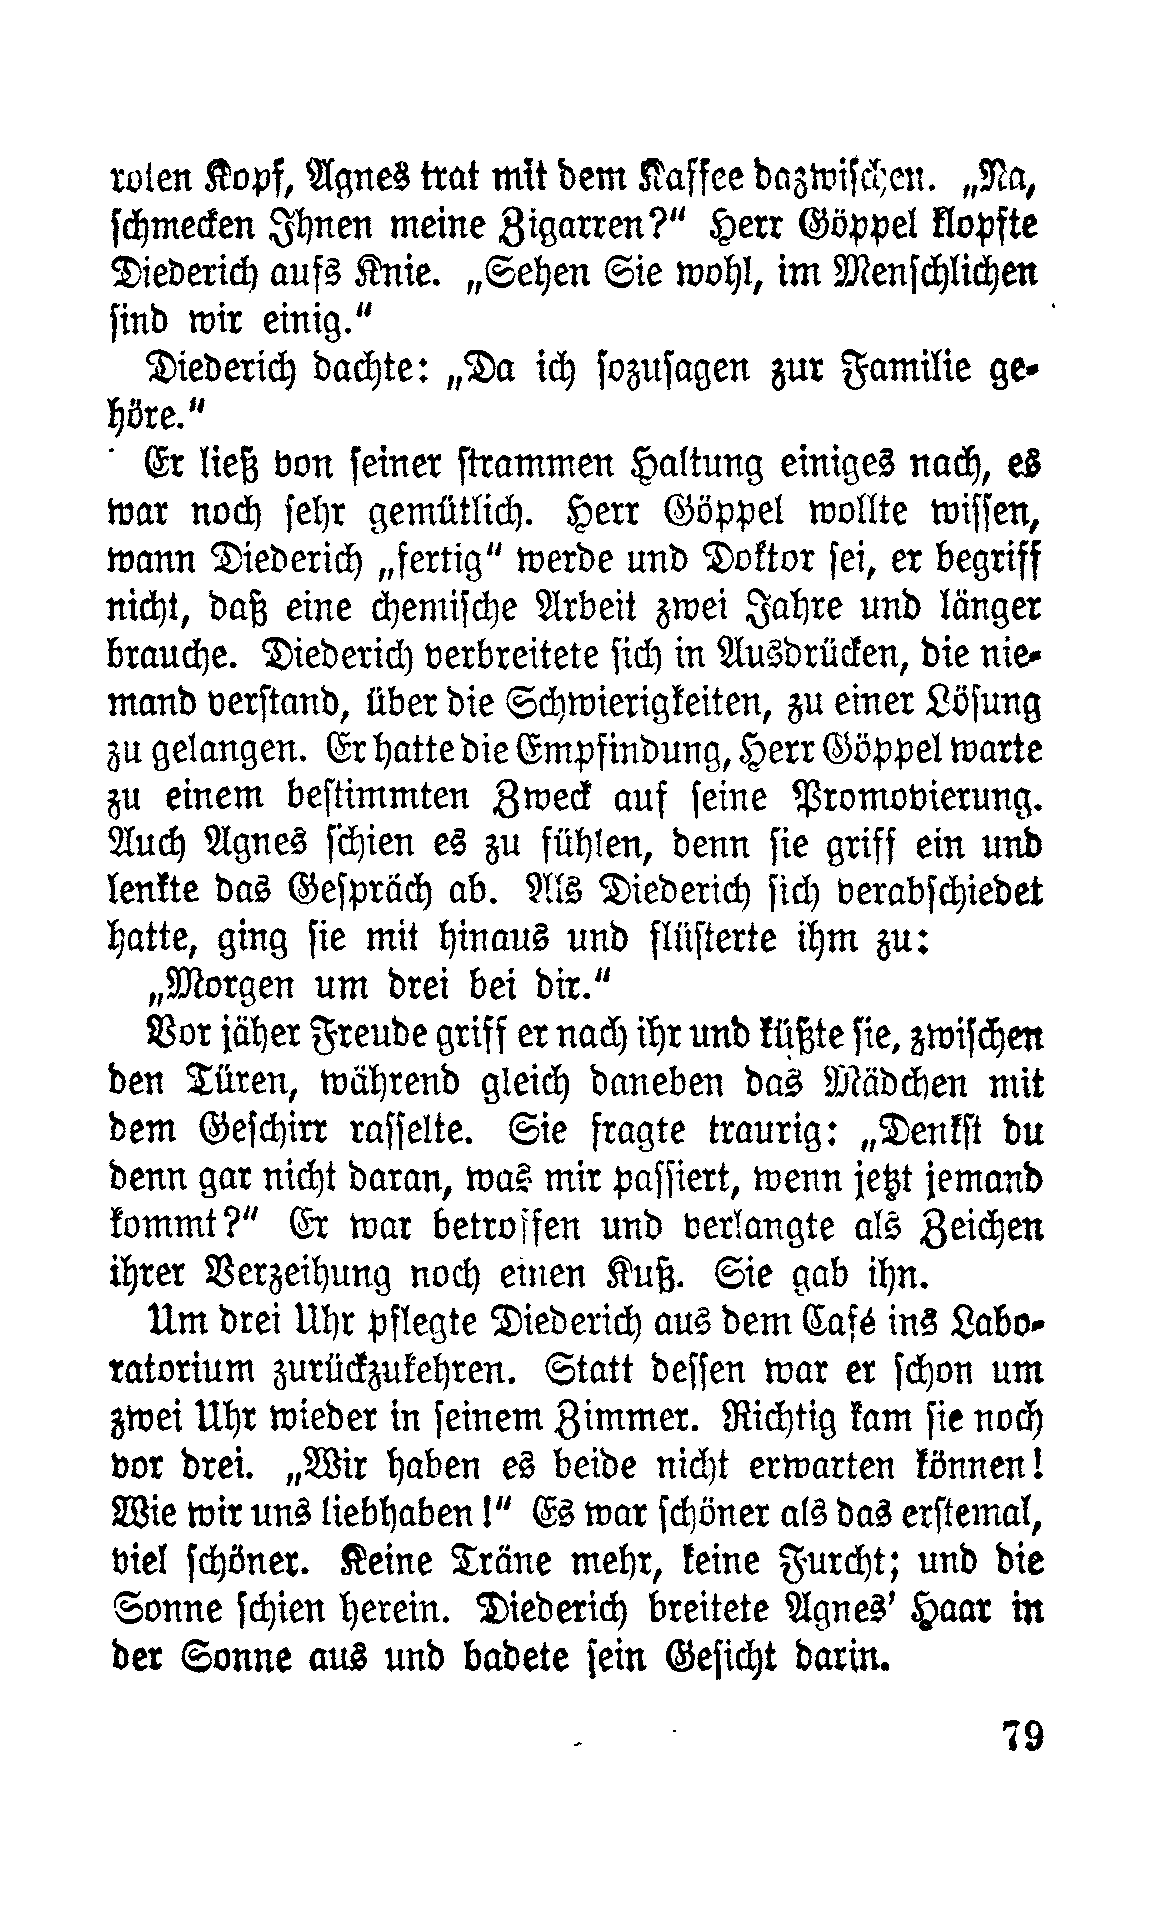 roten Kopf, Agnes trat mit dem Kaffee dazwischen. „Na,
schmecken Ihnen meine Zigarren?“ Herr Göppel klopfte
Diederich aufs Knie. „Sehen Sie wohl, im Menschlichen
sind wir einig.“
Diederich dachte: „Da ich sozusagen zur Familie ge-
höre.“
Er ließ von seiner strammen Haltung einiges nach, es
war noch sehr gemütlich. Herr Göppel wollte wissen,
wann Diederich „fertig“ werde und Doktor sei, er begriff
nicht, daß eine chemische Arbeit zwei Jahre und länger
brauche. Diederich verbreitete sich in Ausdrücken, die nie-
mand verstand, über die Schwierigkeiten, zu einer Lösung
zu gelangen. Er hatte die Empfindung, Herr Göppel warte
zu einem bestimmten Zweck auf seine Promovierung.
Auch Agnes schien es zu fühlen, denn sie griff ein und
lenkte das Gespräch ab. Als Diederich sich verabschiedet
hatte, ging sie mit hinaus und flüsterte ihm zu:
„Morgen um drei bei dir.“
Vor jäher Freude griff er nach ihr und küßte sie, zwischen
den Türen, während gleich daneben das Mädchen mit
dem Geschirr rasselte. Sie fragte traurig: „Denkst du
denn gar nicht daran, was mir passiert, wenn jetzt jemand
kommt?“ Er war betroffen und verlangte als Zeichen
ihrer Verzeihung noch einen Kuß. Sie gab ihn.
Um drei Uhr pflegte Diederich aus dem Café ins Labo-
ratorium zurückzukehren. Statt dessen war er schon um
zwei Uhr wieder in seinem Zimmer. Richtig kam sie noch
vor drei. „Wir haben es beide nicht erwarten können!
Wie wir uns liebhaben!“ Es war schöner als das erstemal,
viel schöner. Keine Träne mehr, keine Furcht; und die
Sonne schien herein. Diederich breitete Agnes' Haar in
der Sonne aus und badete sein Gesicht darin.
79